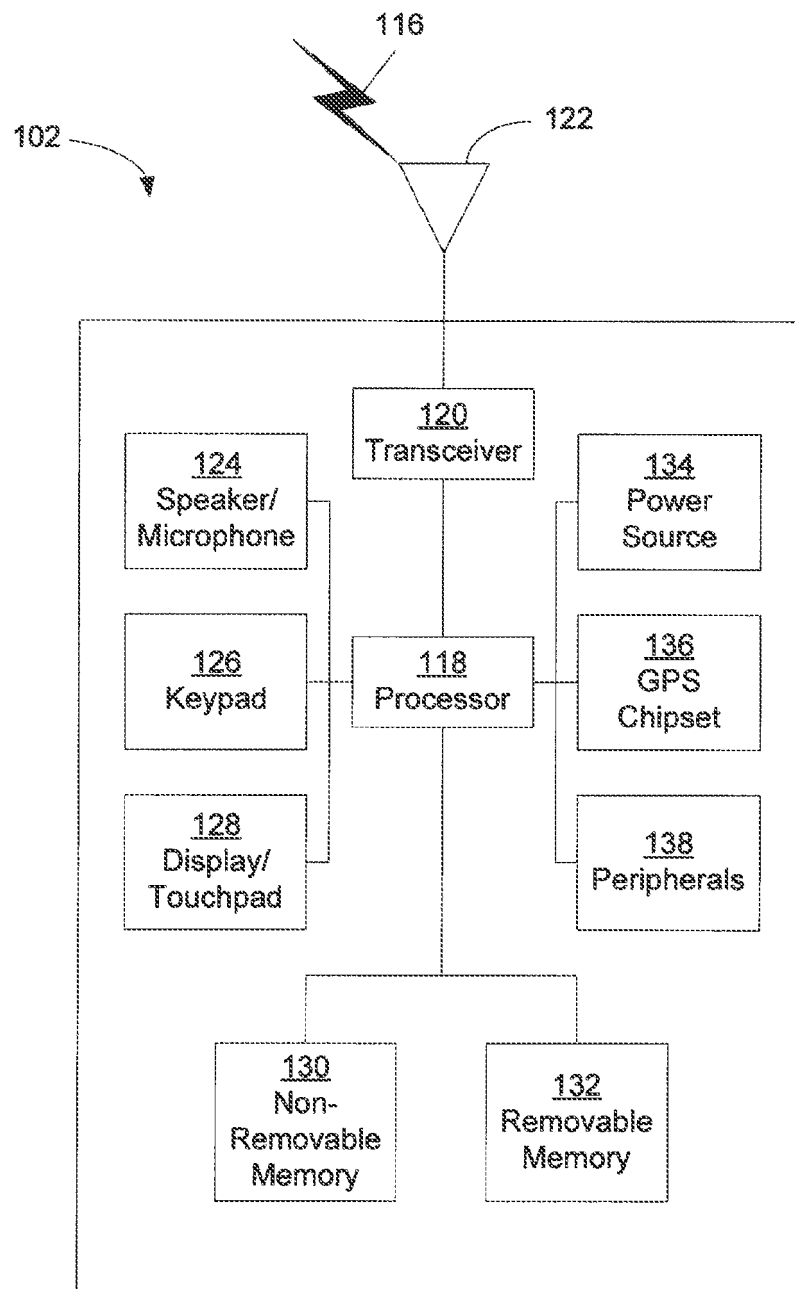 116
102
122
120
Transceiver
124
Speaker/
Microphone
134
Power
Source
126
Keypad
118
Processor
136
GPS
Chipset
128
Display/
Touchpad
138
Peripherals
130
Non-
Removable
Memory
132
Removable
Memory